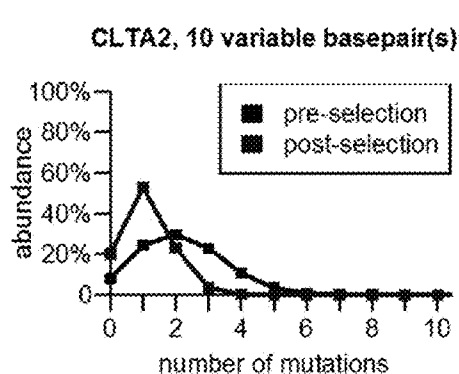 CLTA2, 10 variable basepair(s)
100%
80%
60%
40%
20%
0
abundance
pre-selection
post-selection
0 2 4 6 8 10
number of mutations